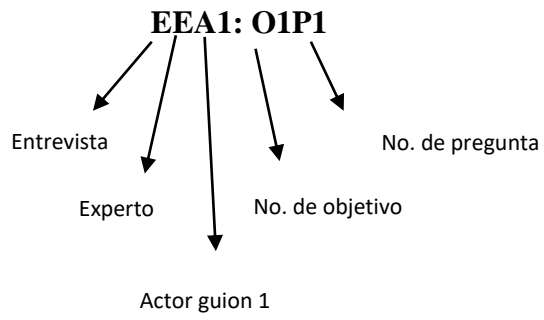 EEA1: O1P1
Entrevista
No. de pregunta
Experto
No. de objetivo
Actor guion 1